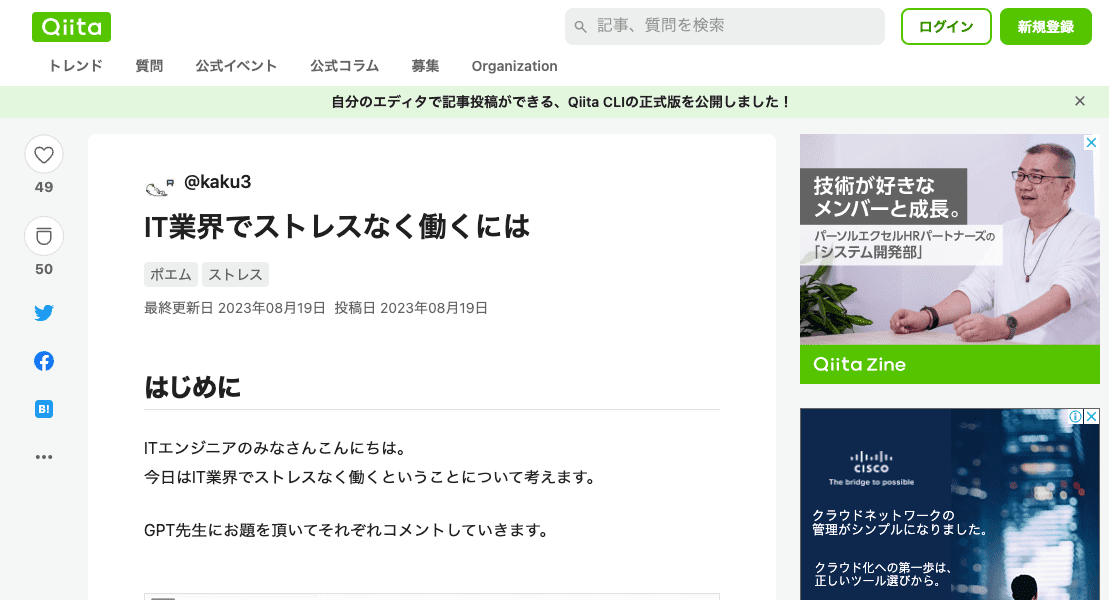 Qiita
記事、質問を検索
ログイン
新規登録
トレンド
質問
公式イベント
公式コラム
募集
Organization
自分のエディタで記事投稿ができる、Qiita CLIの正式版を公開しました！
49
50
B!
@kaku3
IT業界でストレスなく働くには
ポエム
ストレス
最終更新日 2023年08月19日 投稿日 2023年08月19日
はじめに
ITエンジニアのみなさんこんにちは。
今日はIT業界でストレスなく働くということについて考えます。
GPT先生にお題を頂いてそれぞれコメントしていきます。
技術が好きな
メンバーと成長。
パーソルエクセルHRパートナーズの
「システム開発部」
Qiita Zine
CISCO
The bridge to possible
クラウドネットワークの
管理がシンプルになりました。
クラウド化への第一歩は、
正しいツール選びから。